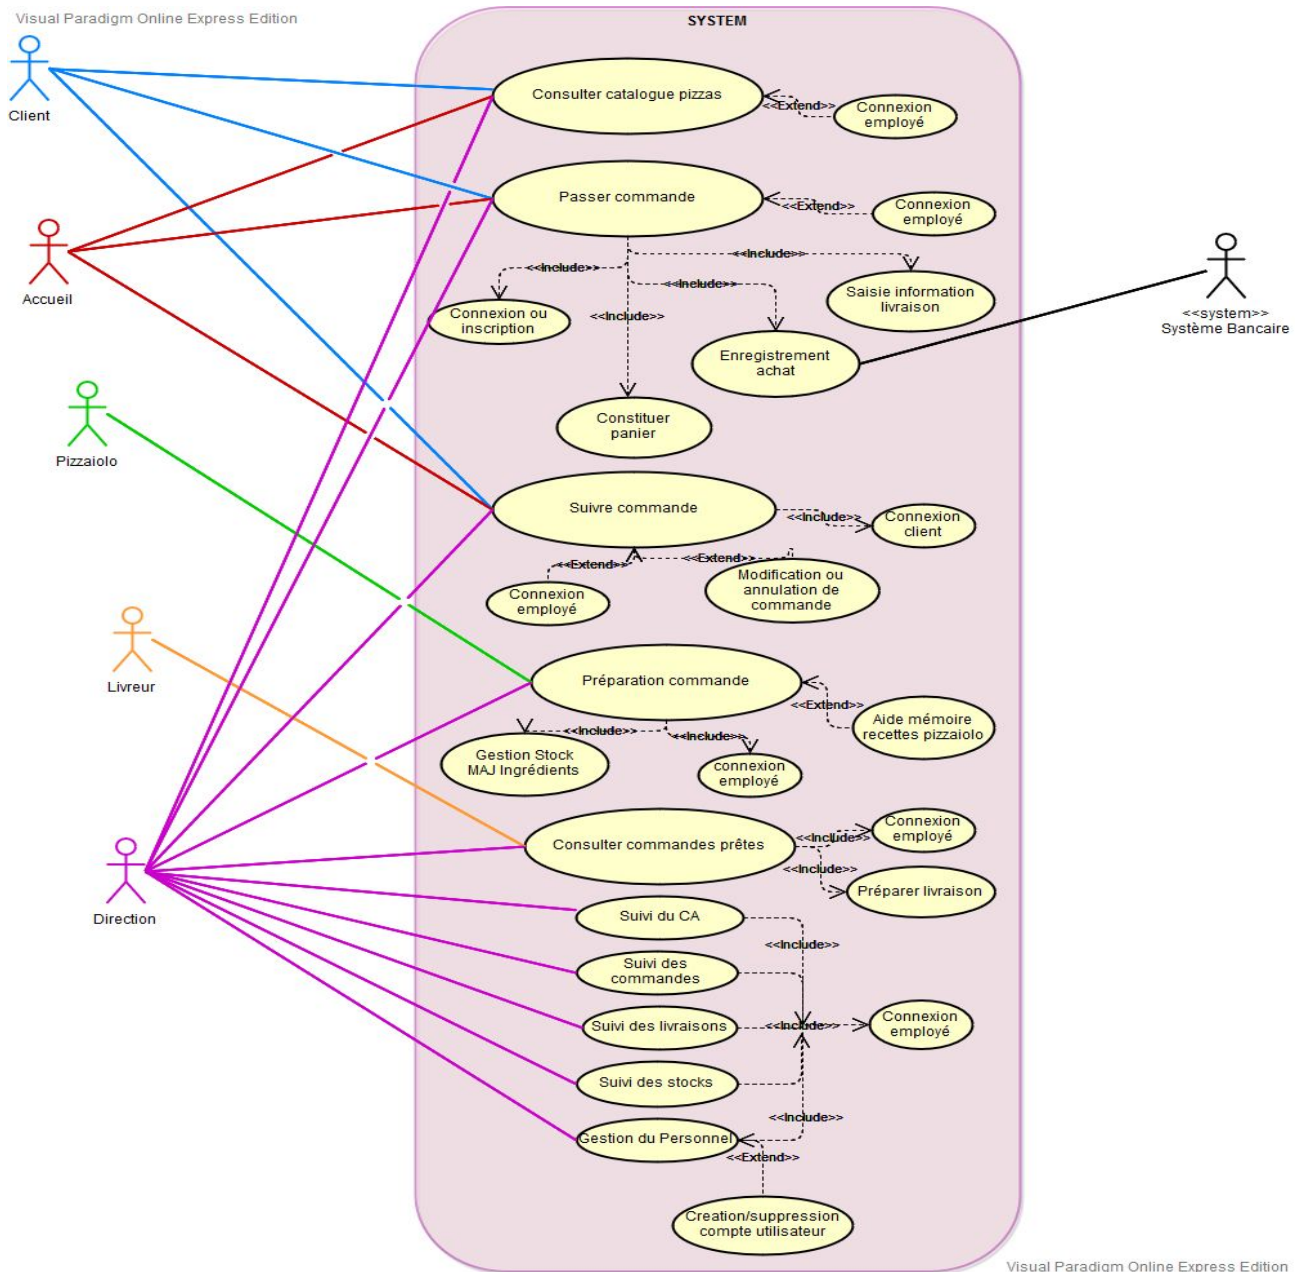 Visual Paradigm Online Express Edition
SYSTEM
Client
Consulter catalogue pizzas
<<Extend>>
Connexion
employé
Passer commande
<<Extend>>
Connexion
employé
Accueil
<<Include>>
<<Include>>
<<Include>>
<<Include>>
Connexion ou
inscription
Saisie information
livraison
Enregistrement
achat
Constituer
panier
<<system>>
Système Bancaire
Pizzaiolo
Suivre commande
<<Include>>
Connexion
client
<<Extend>>
<<Extend>>
Connexion
employé
Modification ou
annulation de
commande
Livreur
Préparation commande
<<Extend>>
Aide mémoire
recettes pizzaiolo
<<Include>>
<<Include>>
Gestion Stock
MAJ Ingrédients
connexion
employé
Consulter commandes prêtes
<<Include>>
Connexion
employé
<<Include>>
Préparer livraison
Direction
Suivi du CA
<<Include>>
Suivi des
commandes
Suivi des livraisons
<<Include>>
Connexion
employé
Suivi des stocks
<<Include>>
Gestion du Personnel
<<Extend>>
Creation/suppression
compte utilisateur
Visual Paradigm Online Express Edition